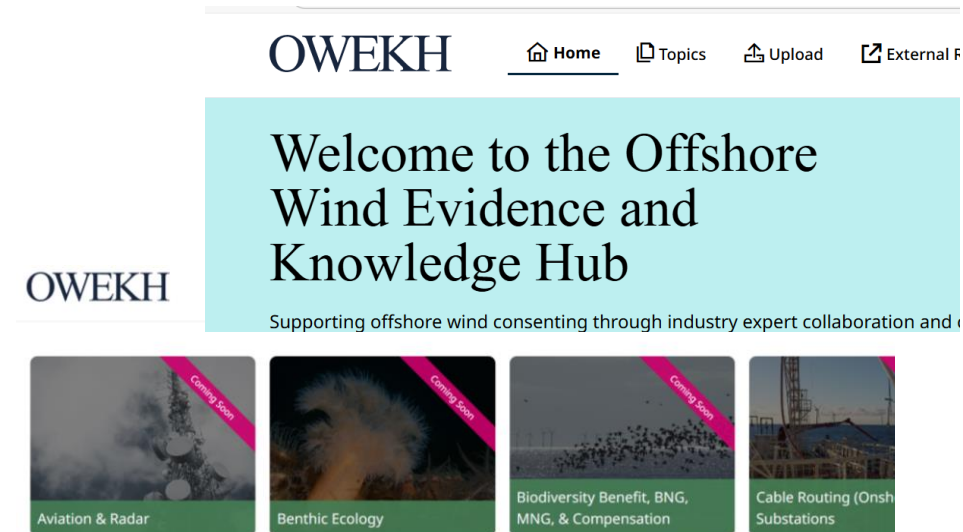 OWEKH
Home
Topics
Upload
External R
Welcome to the Offshore
Wind Evidence and
Knowledge Hub
Supporting offshore wind consenting through industry expert collaboration and
OWEKH
Coming Soon
Coming Soon
Coming Soon
Aviation & Radar
Benthic Ecology
Biodiversity Benefit, BNG,
MNG, & Compensation
Cable Routing (Onsh
Substations